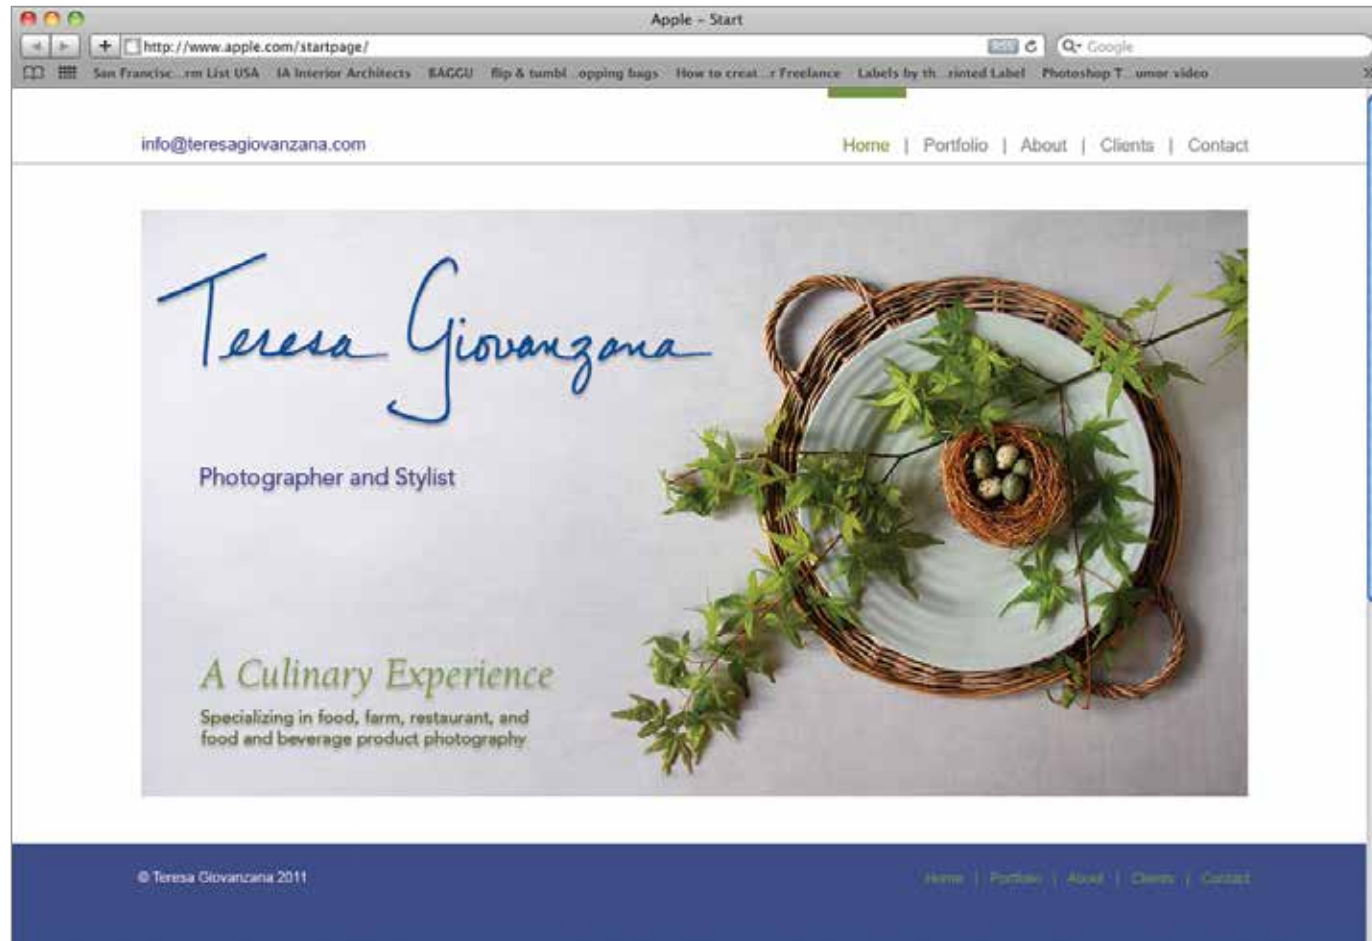 Apple – Start
http://www.apple.com/startpage/
RSS
Google
San Francisc...rm List USA IA Interior Architects BAGGU flip & tumbl...opping bags How to creat...r Freelance Labels by th...rinted Label Photoshop T...umor video
info@teresagiovanzana.com
Home | Portfolio | About | Clients | Contact
Teresa Giovanzana
Photographer and Stylist
A Culinary Experience
Specializing in food, farm, restaurant, and
food and beverage product photography
© Teresa Giovanzana 2011
Home | Portfolio | About | Clients | Contact